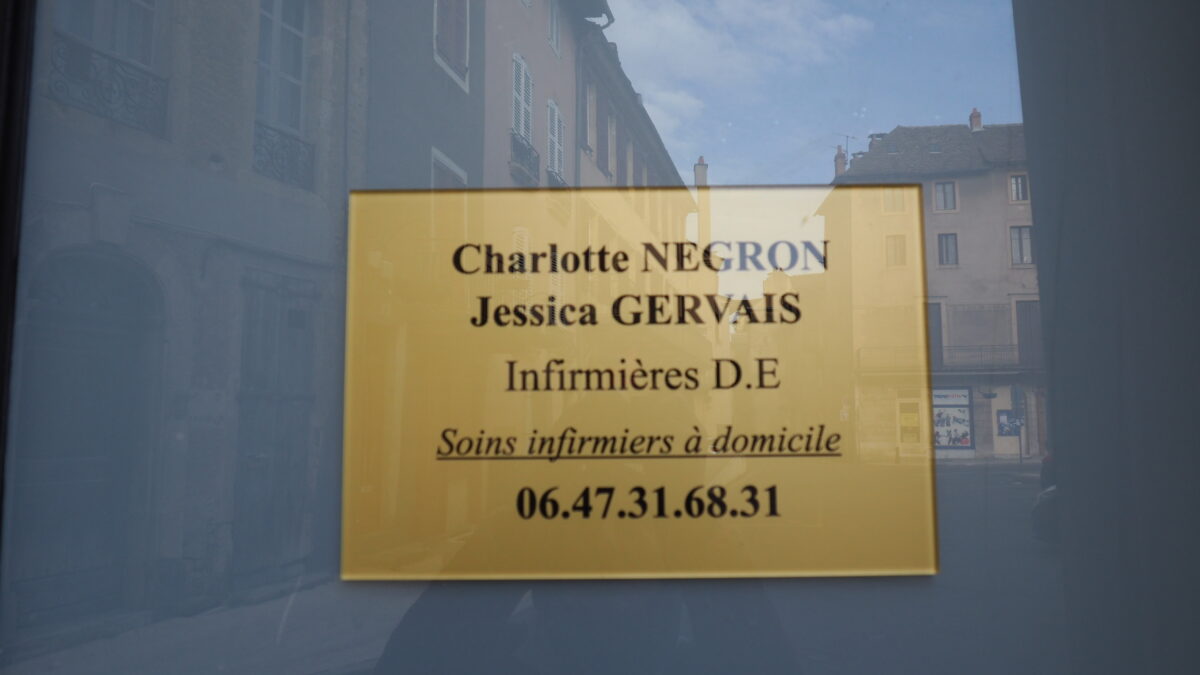 Charlotte NEGRON
Jessica GERVAIS
Infirmières D.E
Soins infirmiers à domicile
06.47.31.68.31